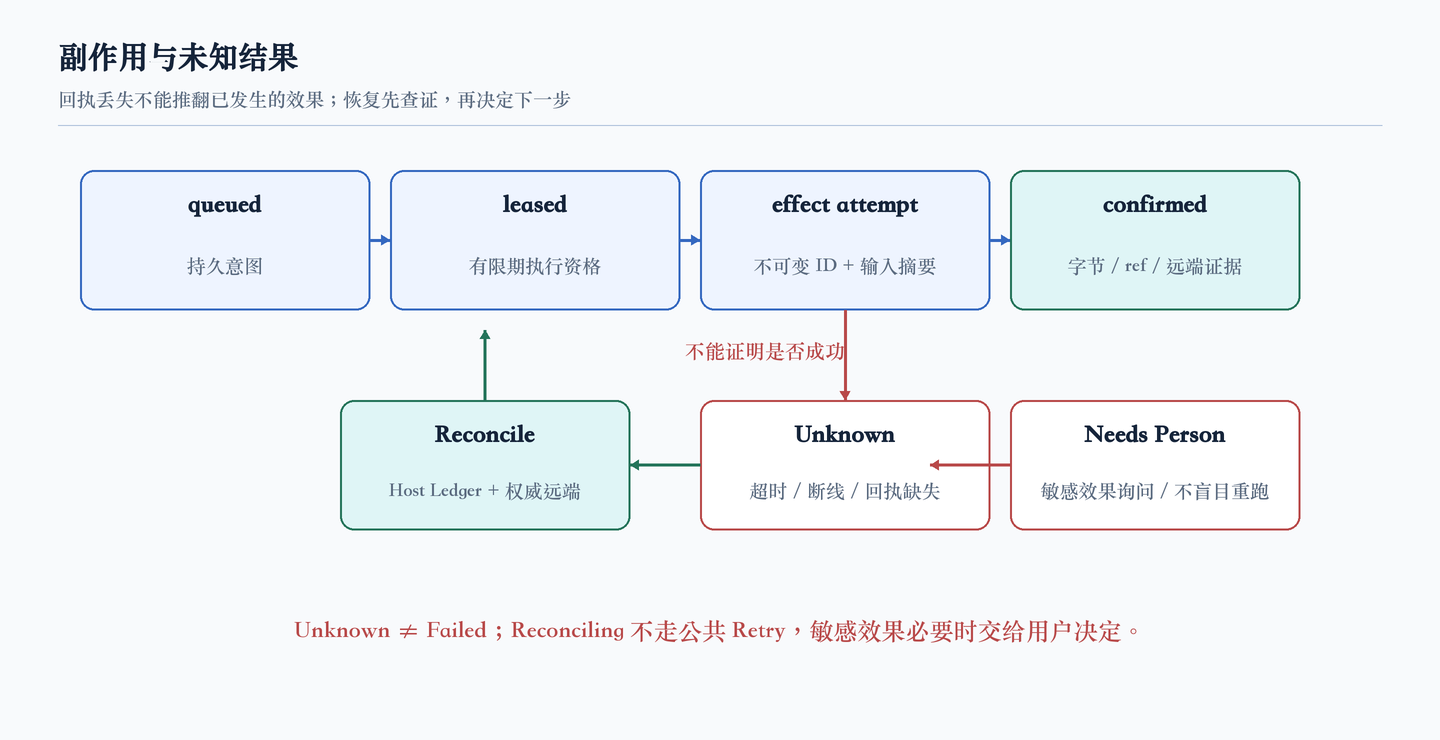 副作用与未知结果
回执丢失不能推翻已发生的效果；恢复先查证，再决定下一步
queued
持久意图
leased
有限期执行资格
effect attempt
不可变 ID + 输入摘要
confirmed
字节 / ref / 远端证据
不能证明是否成功
Reconcile
Host Ledger + 权威远端
Unknown
超时 / 断线 / 回执缺失
Needs Person
敏感效果询问 / 不盲目重跑
Unknown ≠ Failed；Reconciling 不走公共 Retry，敏感效果必要时交给用户决定。